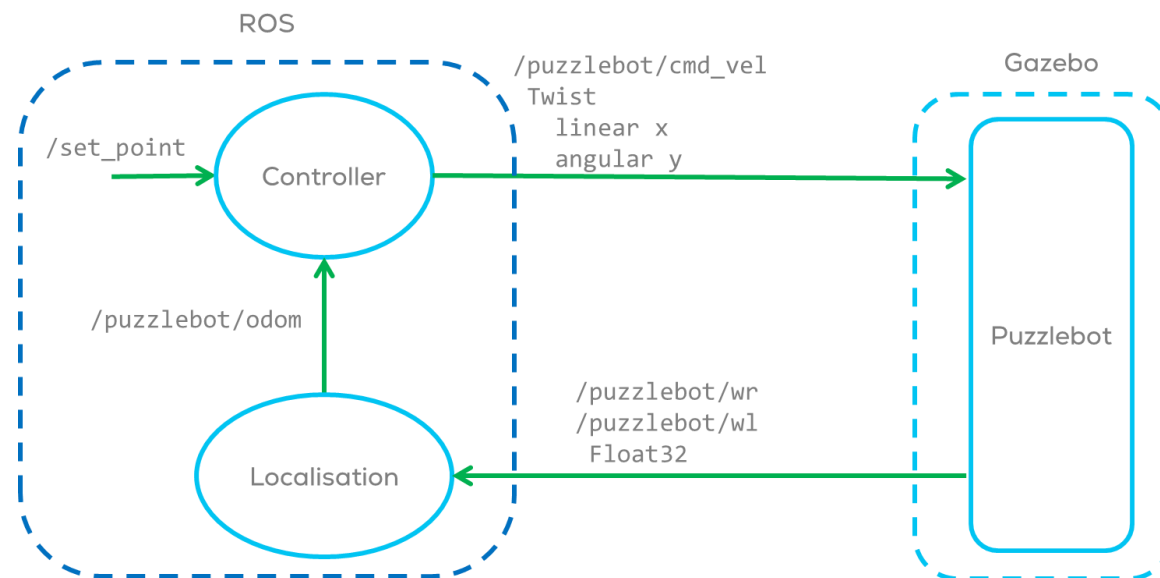 ROS
/puzzlebot/cmd_vel
Twist
linear x
angular y
Gazebo
/set_point
Controller
/puzzlebot/odom
Puzzlebot
/puzzlebot/wr
/puzzlebot/wl
Float32
Localisation